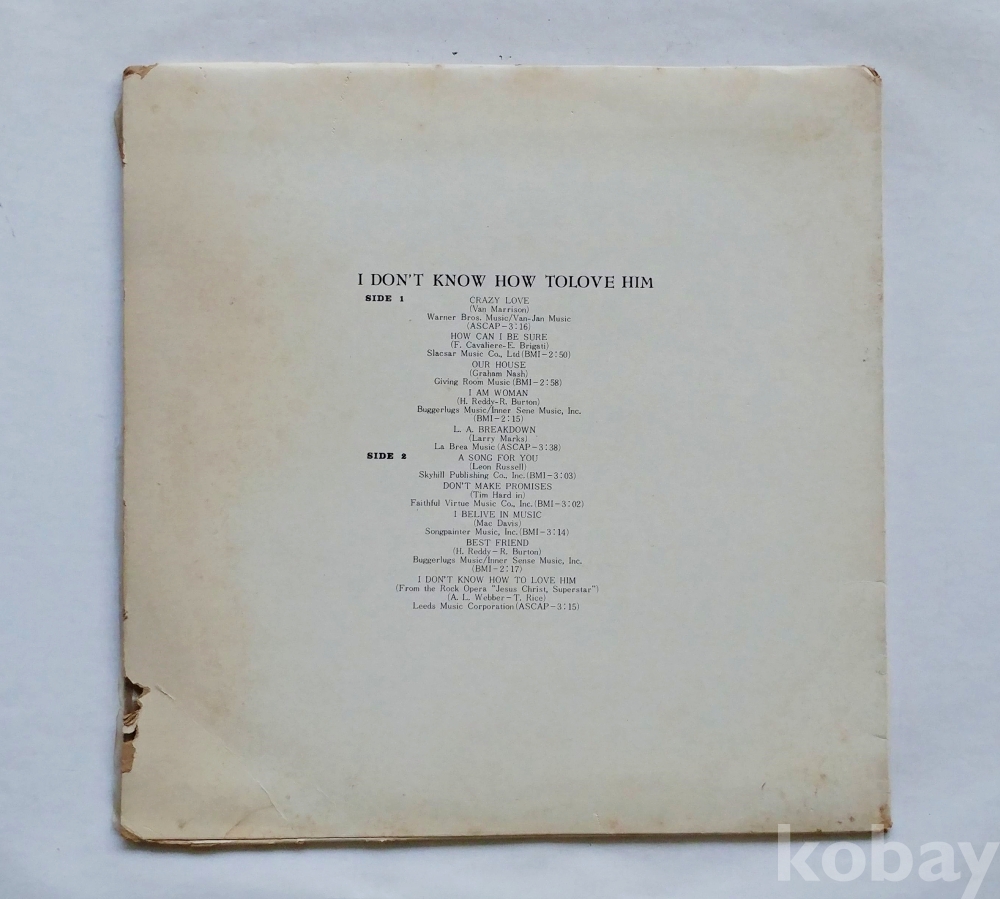 I DON'T KNOW HOW TOLOVE HIM
SIDE 1
CRAZY LOVE
(Van Marrison)
Warner Bros. Music/Van-Jan Music
(ASCAP-3:16)
HOW CAN I BE SURE
(F. Cavaliere-E. Brigati)
Slacsar Music Co., Ltd(BMI-2:50)
OUR HOUSE
(Graham Nash)
Giving Room Music(BMI-2:58)
I AM WOMAN
(H. Reddy-R. Burton)
Buggerlugs Music/Inner Sene Music, Inc.
(BMI-2:15)
L. A. BREAKDOWN
(Larry Marks)
La Brea Music(ASCAP-3:38)
SIDE 2
A SONG FOR YOU
(Leon Russell)
Skyhill Publishing Co., Inc.(BMI-3:03)
DON'T MAKE PROMISES
(Tim Hard in)
Faithful Virtue Music Co., Inc.(BMI-3:02)
I BELIVE IN MUSIC
(Mac Davis)
Songpainter Music, Inc.(BMI-3:14)
BEST FRIEND
(H. Reddy-R. Burton)
Buggerlugs Music/Inner Sense Music, Inc.
(BMI-2:17)
I DON'T KNOW HOW TO LOVE HIM
(From the Rock Opera "Jesus Christ, Superstar")
(A. L. Webber-T. Rice)
Leeds Music Corporation(ASCAP-3:15)
kobay